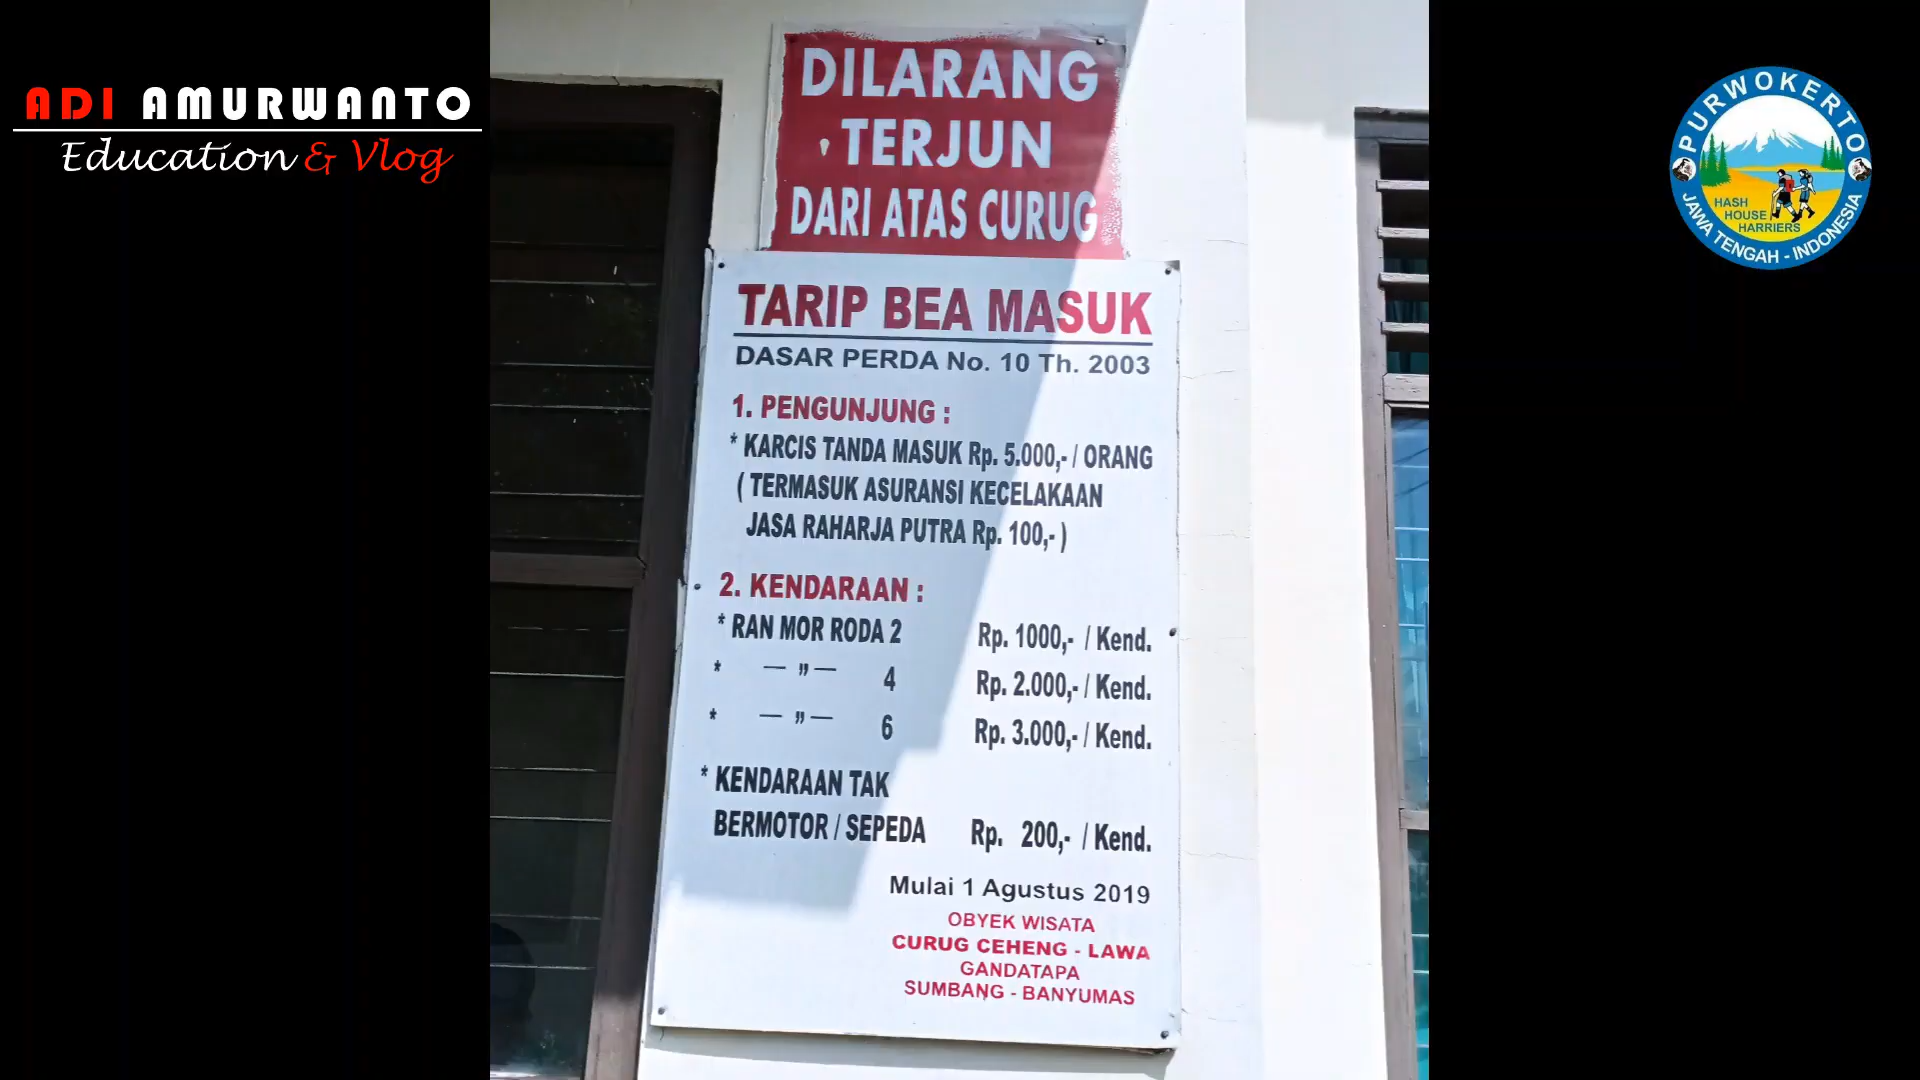 ADI AMURWANTO
Education & Vlog
DILARANG
TERJUN
DARI ATAS CURUG
TARIP BEA MASUK
DASAR PERDA No. 10 Th. 2003
1. PENGUNJUNG :
* KARCIS TANDA MASUK Rp. 5.000,- / ORANG
( TERMASUK ASURANSI KECELAKAAN
JASA RAHARJA PUTRA Rp. 100,- )
2. KENDARAAN :
* RAN MOR RODA 2 Rp. 1000,- / Kend.
* — ” — 4 Rp. 2.000,- / Kend.
* — ” — 6 Rp. 3.000,- / Kend.
* KENDARAAN TAK
BERMOTOR / SEPEDA Rp. 200,- / Kend.
Mulai 1 Agustus 2019
OBYEK WISATA
CURUG CEHENG - LAWA
GANDATAPA
SUMBANG - BANYUMAS
PURWOKERTO
HASH
HOUSE
HARRIERS
JAWA TENGAH - INDONESIA